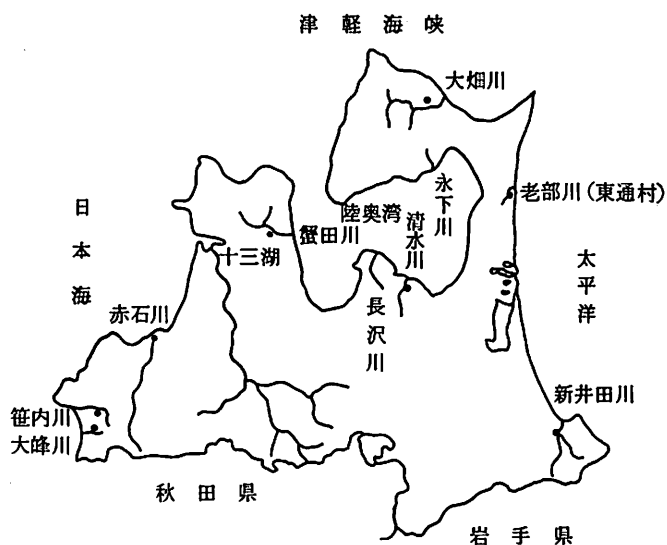 津軽海峡
大畑川
永下川
老部川(東通村)
陸奥湾
清水川
日本海
蟹田川
十三湖
太平洋
長沢川
赤石川
新井田川
笹内川
大峰川
秋田県
岩手県